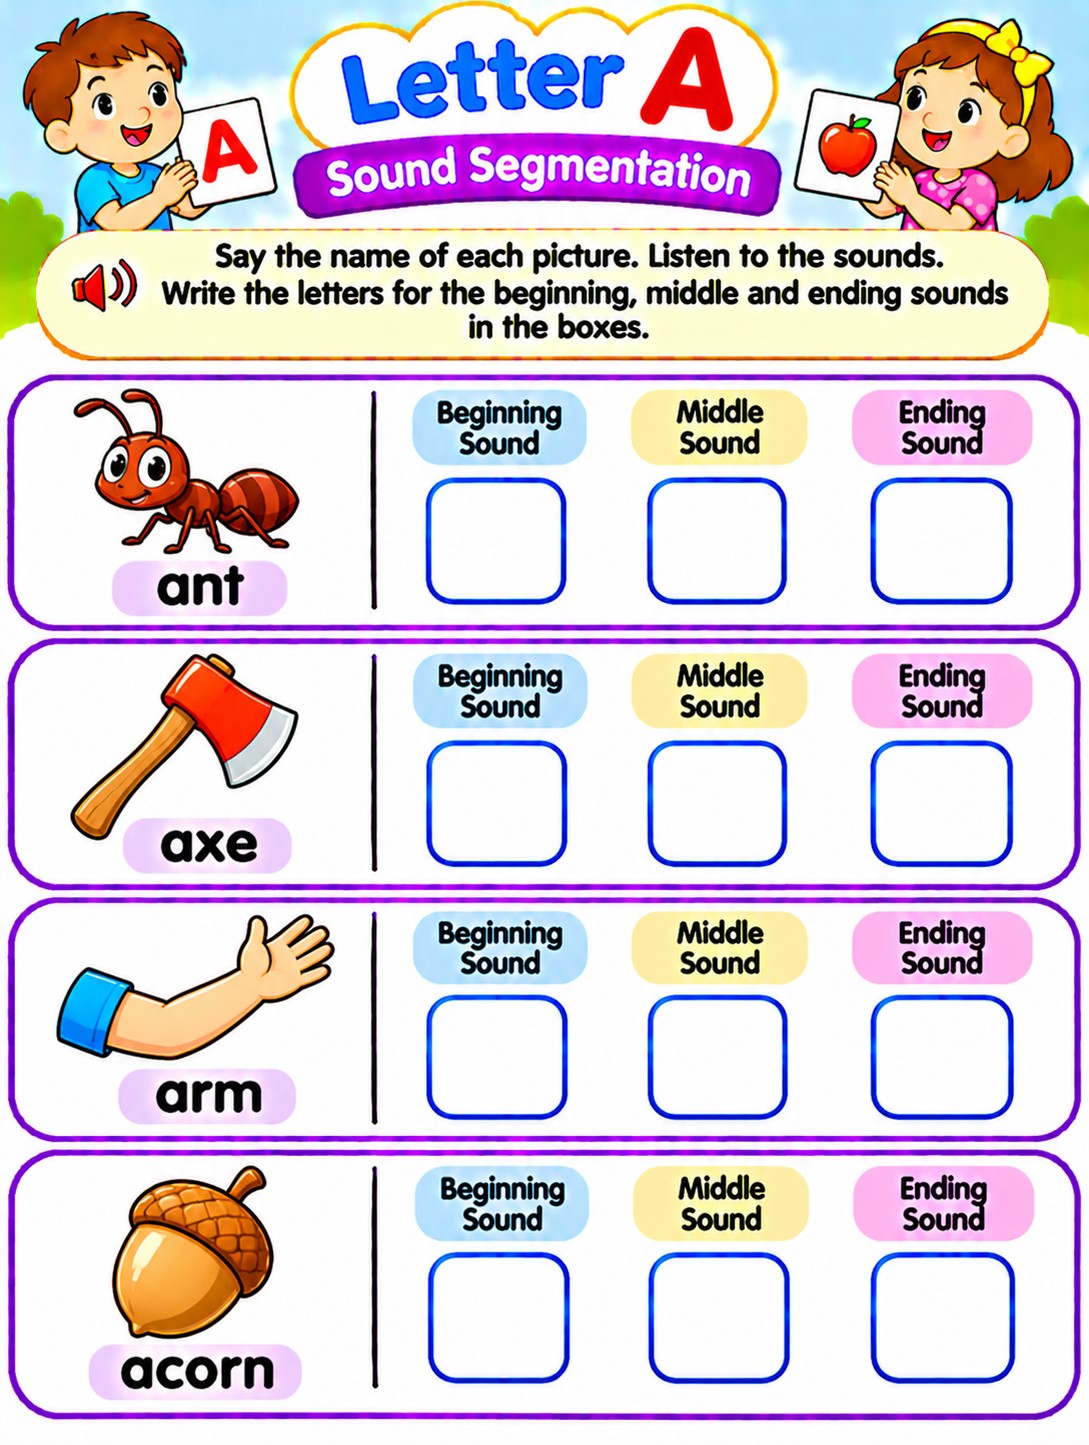 Letter A
Sound Segmentation
A
Say the name of each picture. Listen to the sounds.
Write the letters for the beginning, middle and ending sounds
in the boxes.
Beginning Sound
Middle Sound
Ending Sound
ant
Beginning Sound
Middle Sound
Ending Sound
axe
Beginning Sound
Middle Sound
Ending Sound
arm
Beginning Sound
Middle Sound
Ending Sound
acorn